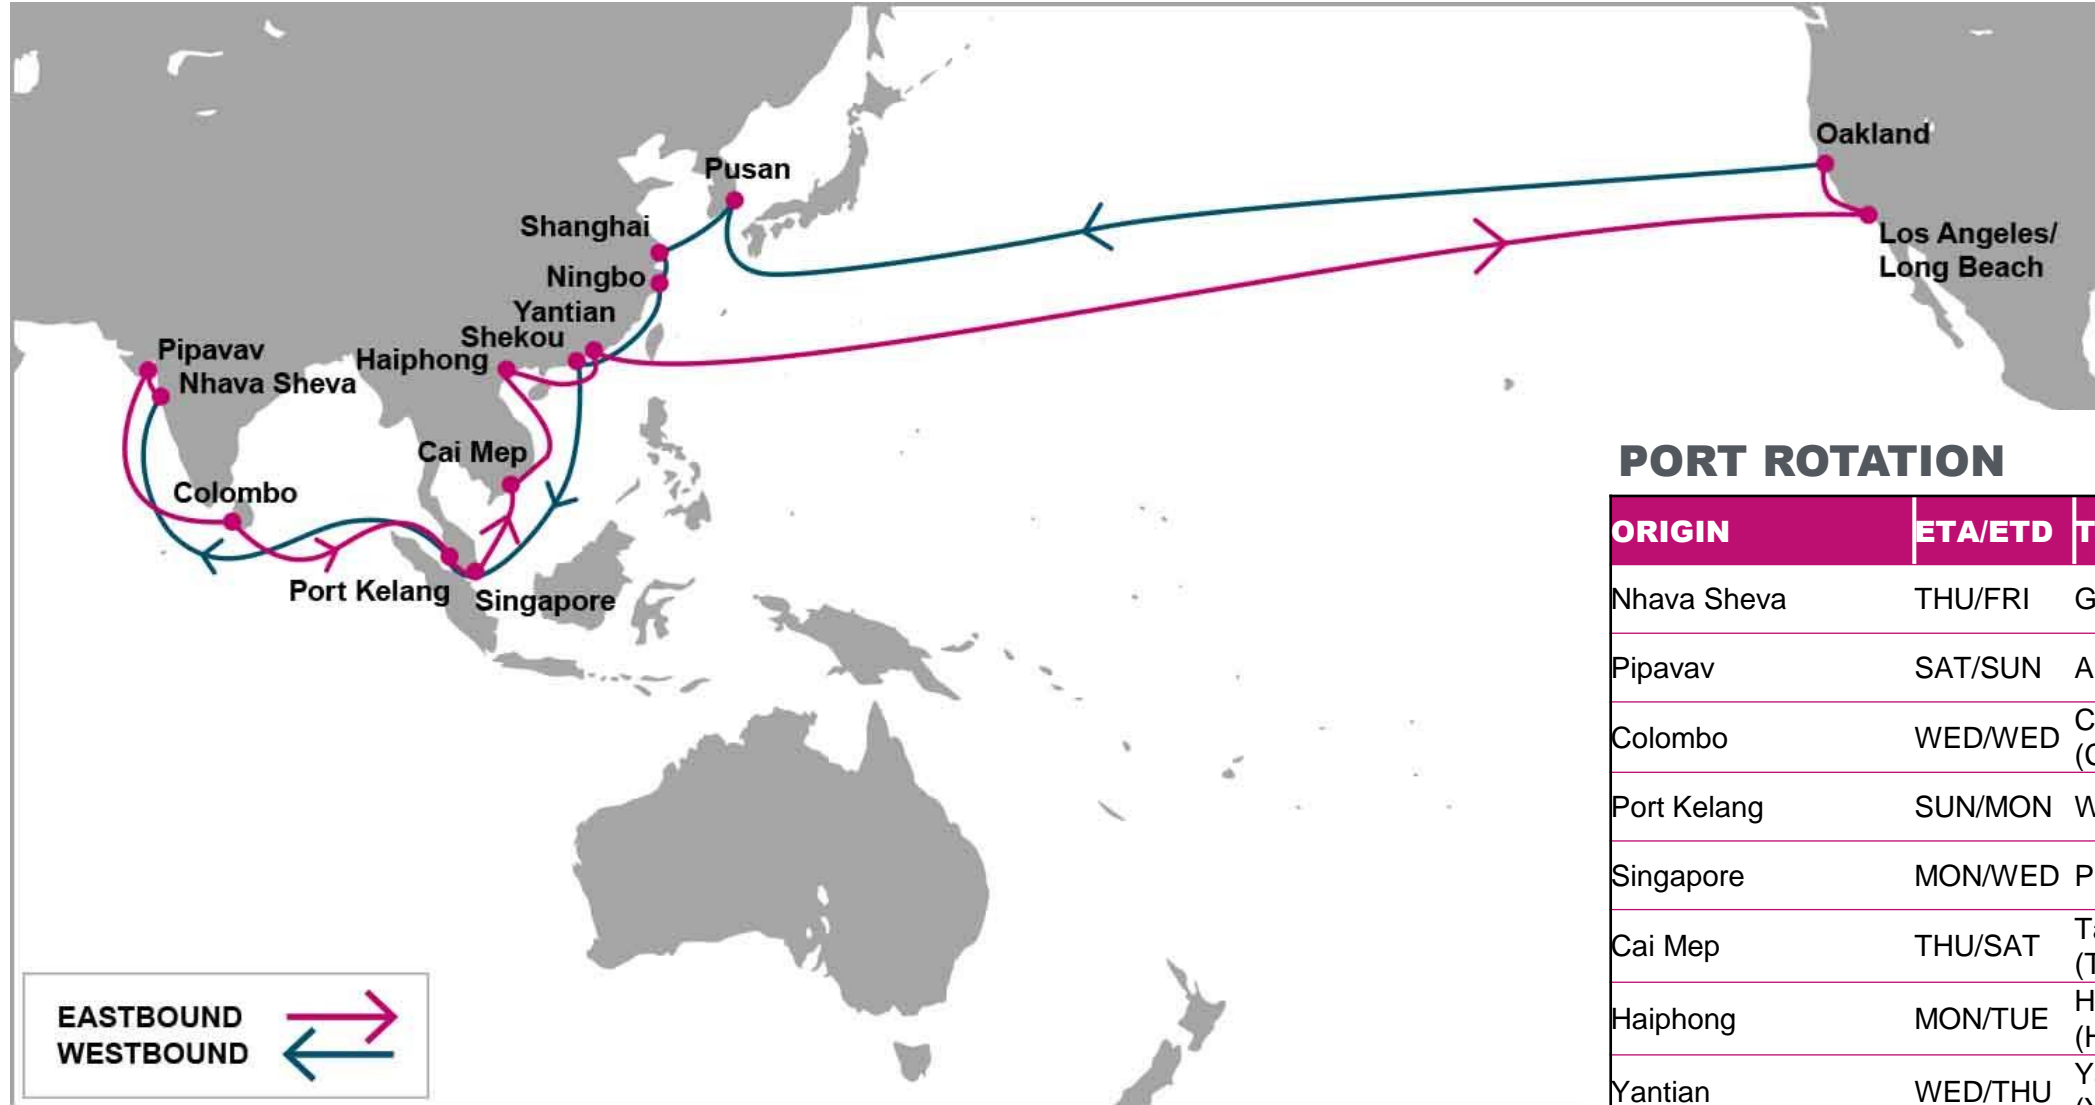 Oakland
Pusan
Shanghai
Los Angeles/
Long Beach
Ningbo
Yantian
Shekou
Haiphong
Pipavav
Nhava Sheva
Cai Mep
Colombo
Port Kelang
Singapore
EASTBOUND
WESTBOUND
PORT ROTATION
ORIGIN ETA/ETD
Nhava Sheva THU/FRI
Pipavav SAT/SUN
Colombo WED/WED
Port Kelang SUN/MON
Singapore MON/WED
Cai Mep THU/SAT
Haiphong MON/TUE
Yantian WED/THU